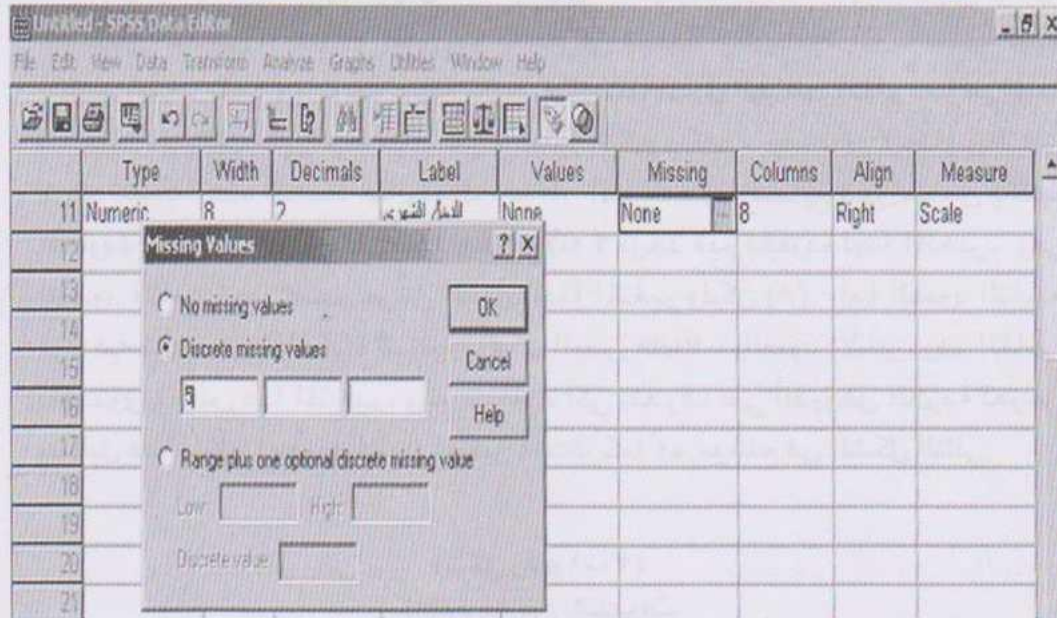 Untitled - SPSS Data Editor
File Edit View Data Transform Analyze Graphs Utilities Window Help
Type Width Decimals Label Values Missing Columns Align Measure
11 Numeric 8 2 الدخل الشهري None None ... 8 Right Scale
12
Missing Values
13
No missing values OK
14
Discrete missing values Cancel
15
5
16
Help
17
Range plus one optional discrete missing value
18
Low: High:
19
20
Discrete value:
21